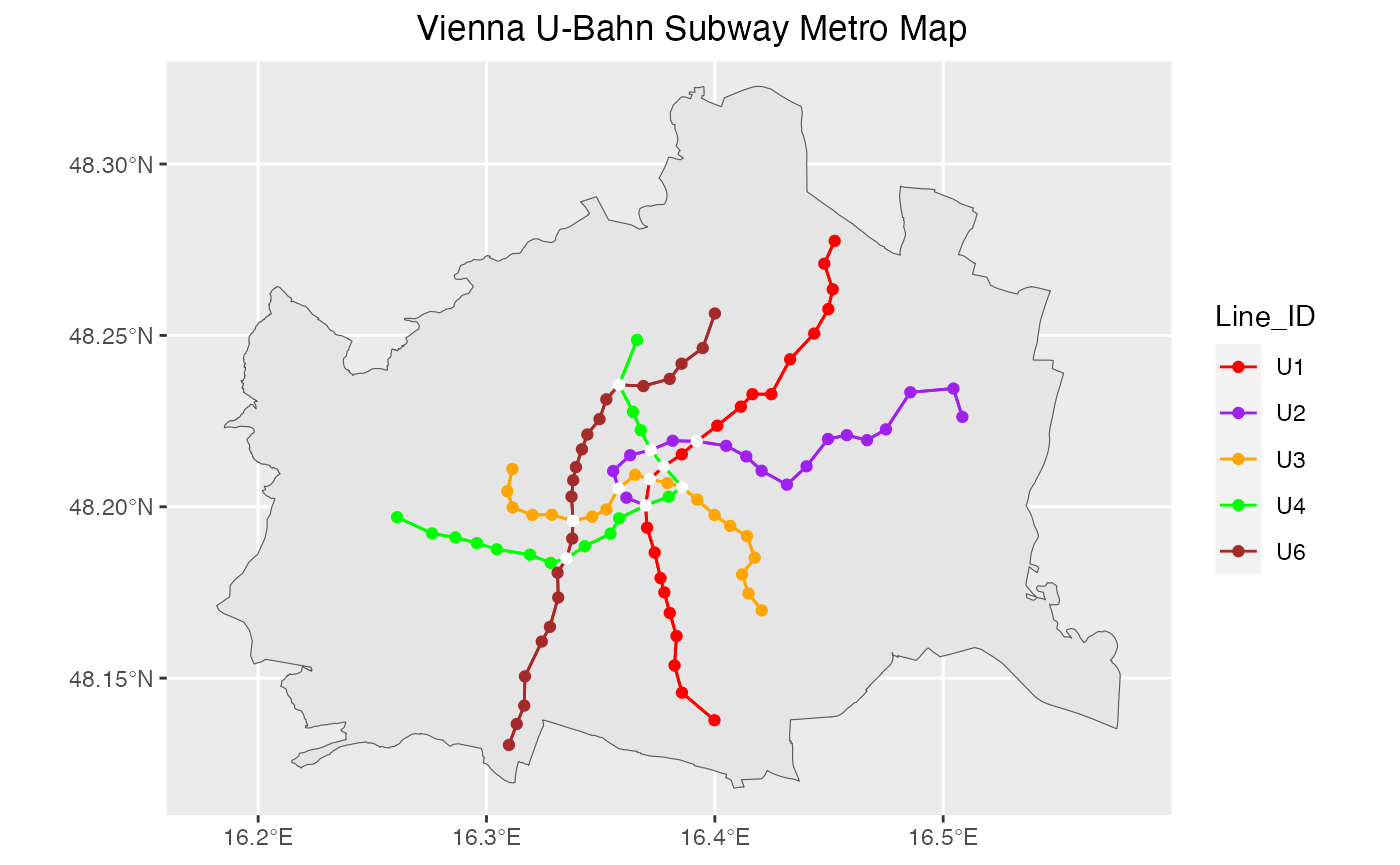 Vienna U-Bahn Subway Metro Map
48.30°N
48.25°N
48.20°N
48.15°N
16.2°E
16.3°E
16.4°E
16.5°E
Line_ID
U1
U2
U3
U4
U6